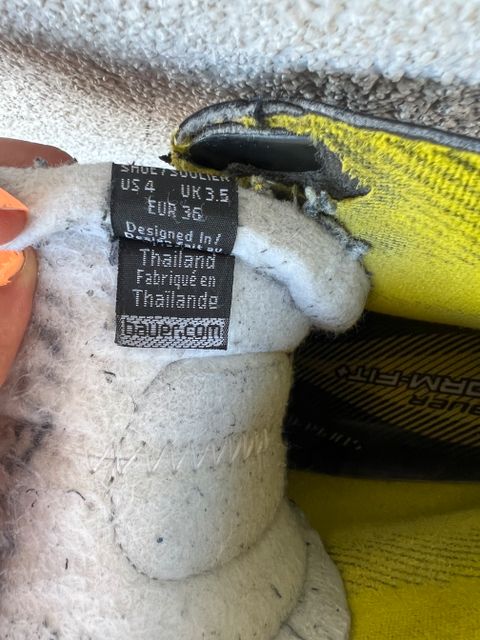 SHOE / SOULIER
US 4 UK 3.5
EUR 36
Designed In/
Thailand
Fabriqué en
Thaïlande
bauer.com
BAUER
FORM-FIT+